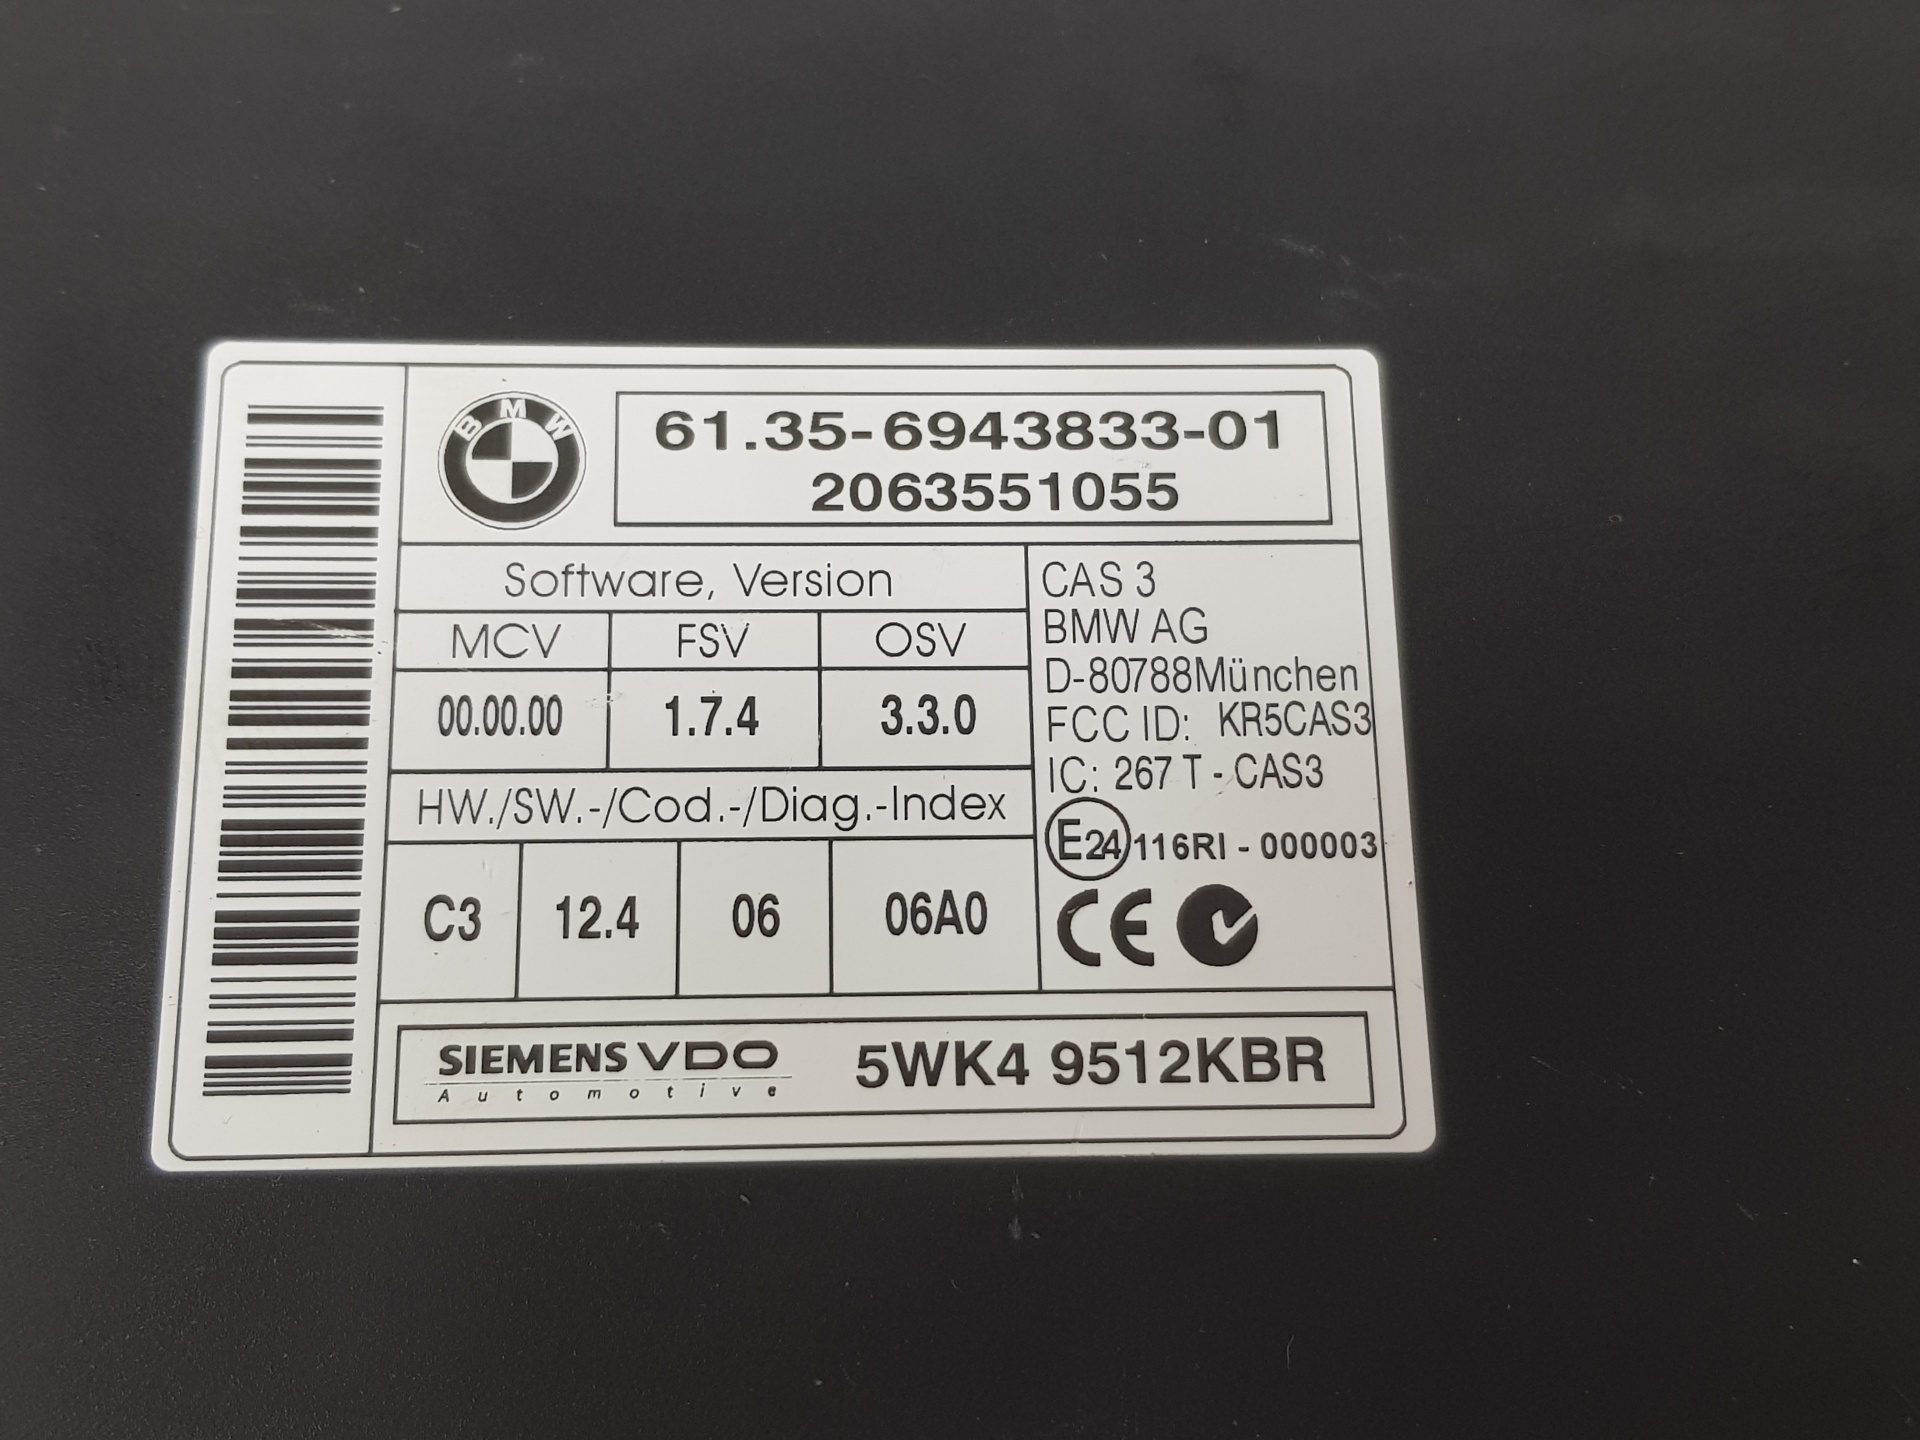 BMW
61.35-6943833-01
2063551055
Software, Version
MCV FSV OSV
00.00.00 1.7.4 3.3.0
HW./SW.-/Cod.-/Diag.-Index
C3 12.4 06 06A0
CAS 3
BMW AG
D-80788München
FCC ID: KR5CAS3
IC: 267 T - CAS3
E24 116RI - 000003
CE
SIEMENS VDO
Automotive
5WK4 9512KBR